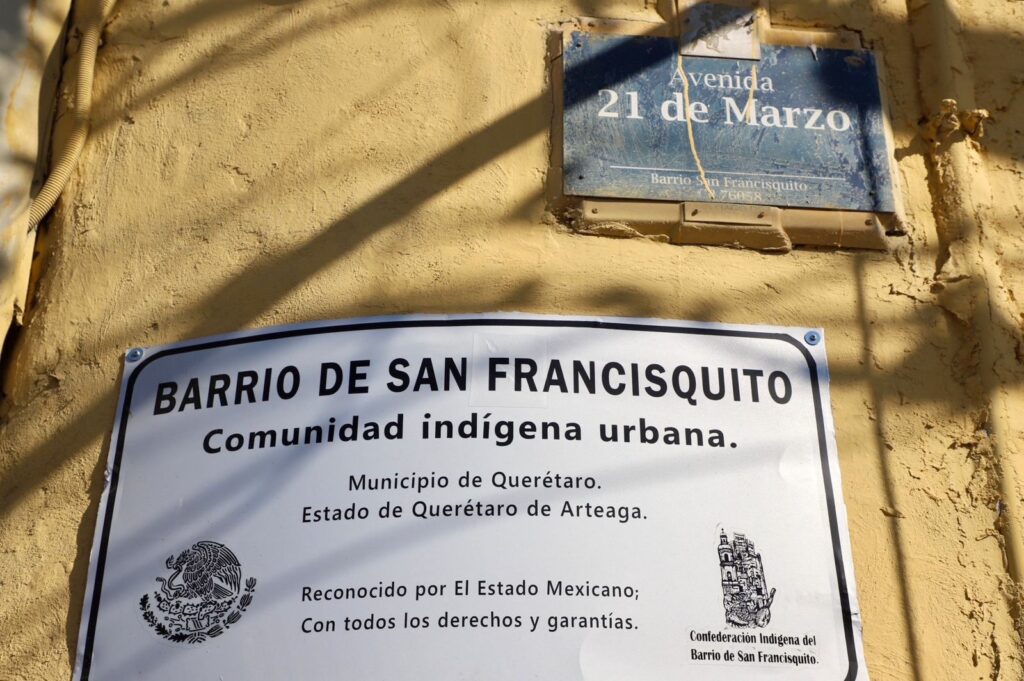 Avenida
21 de Marzo
Barrio San Francisquito
76058
BARRIO DE SAN FRANCISQUITO
Comunidad indígena urbana.
Municipio de Querétaro.
Estado de Querétaro de Arteaga.
Reconocido por El Estado Mexicano;
Con todos los derechos y garantías.
Confederación Indígena del
Barrio de San Francisquito.